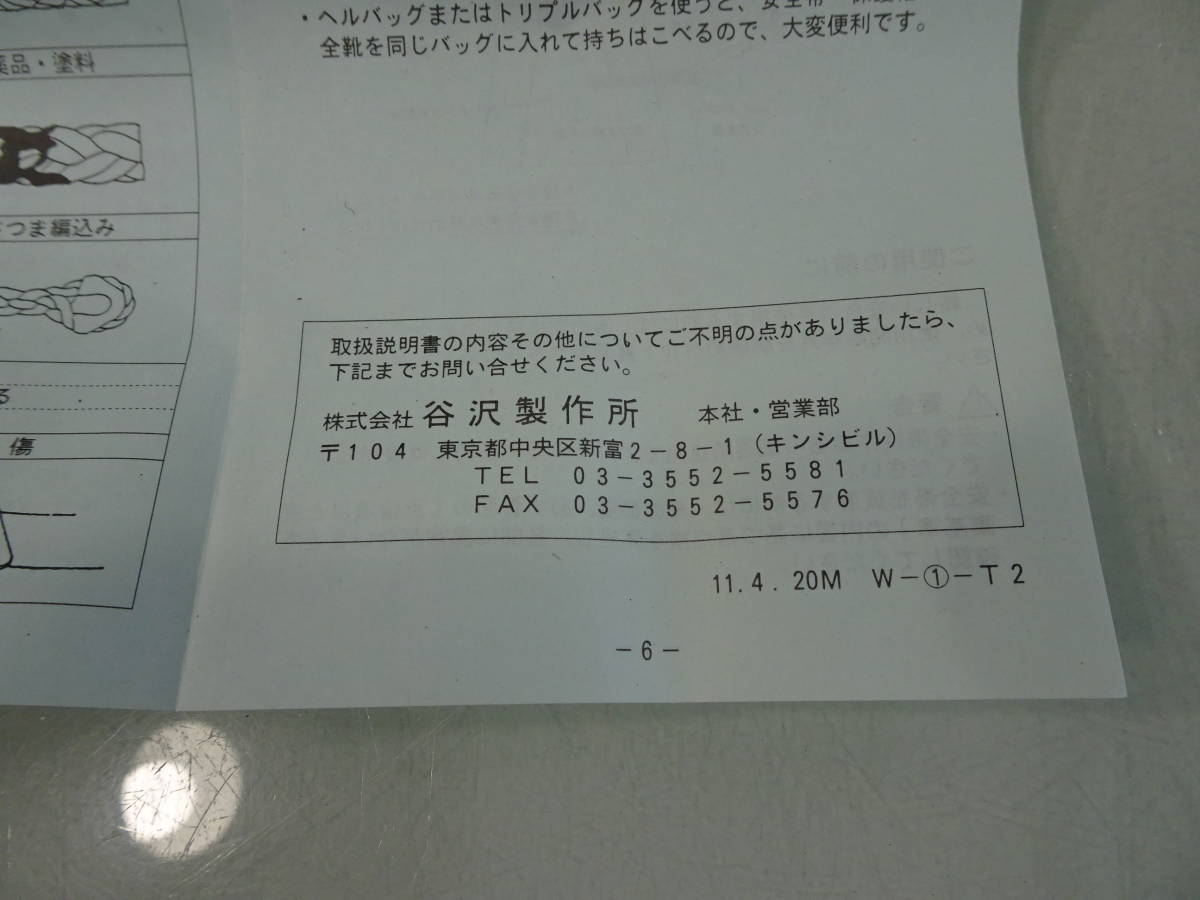 ・ヘルバッグまたはトリプルバッグを使うと、安全帯
全靴を同じバッグに入れて持ちはこべるので、大変便利です。
薬品・塗料
つま編込み
る
傷
取扱説明書の内容その他についてご不明の点がありましたら、
下記までお問い合せください。
株式会社 谷沢製作所 本社・営業部
〒104 東京都中央区新富2-8-1(キンシビル)
TEL 03-3552-5581
FAX 03-3552-5576
11.4.20M W-①-T2
-6-